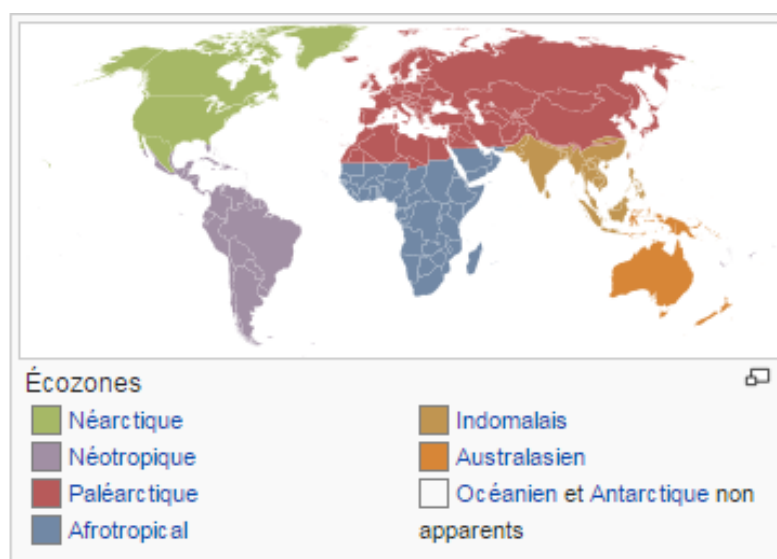 Écozones
Néarctique
Néotropique
Paléarctique
Afrotropical
Indomalais
Australasien
Océanien et Antarctique non
apparents